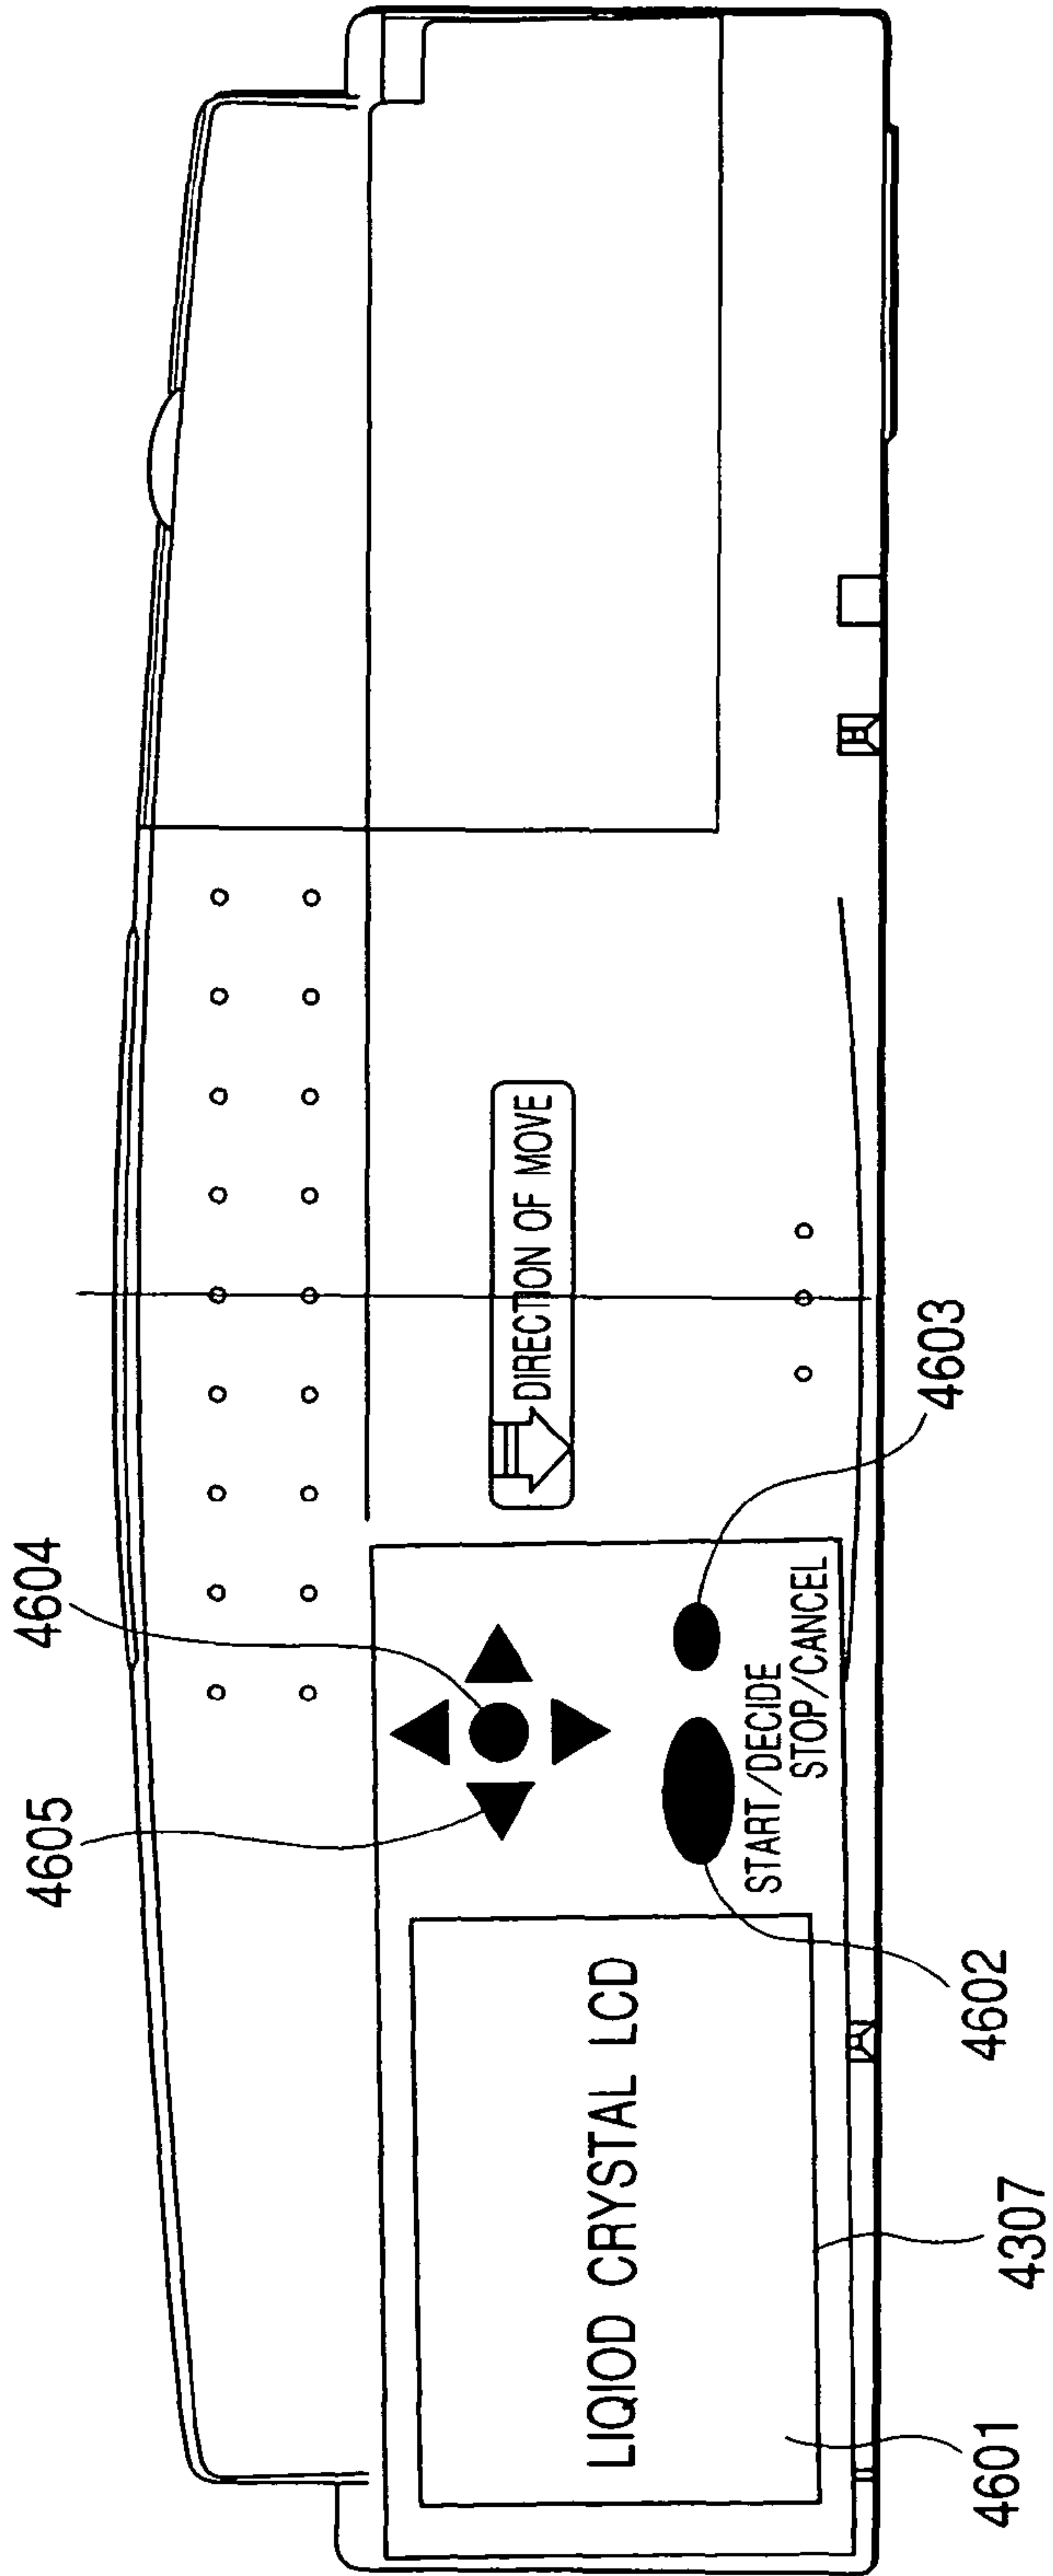 4604
4605
DIRECTION OF MOVE
LIQIOD CRYSTAL LCD
START/DECIDE
STOP/CANCEL
4601
4307
4602
4603